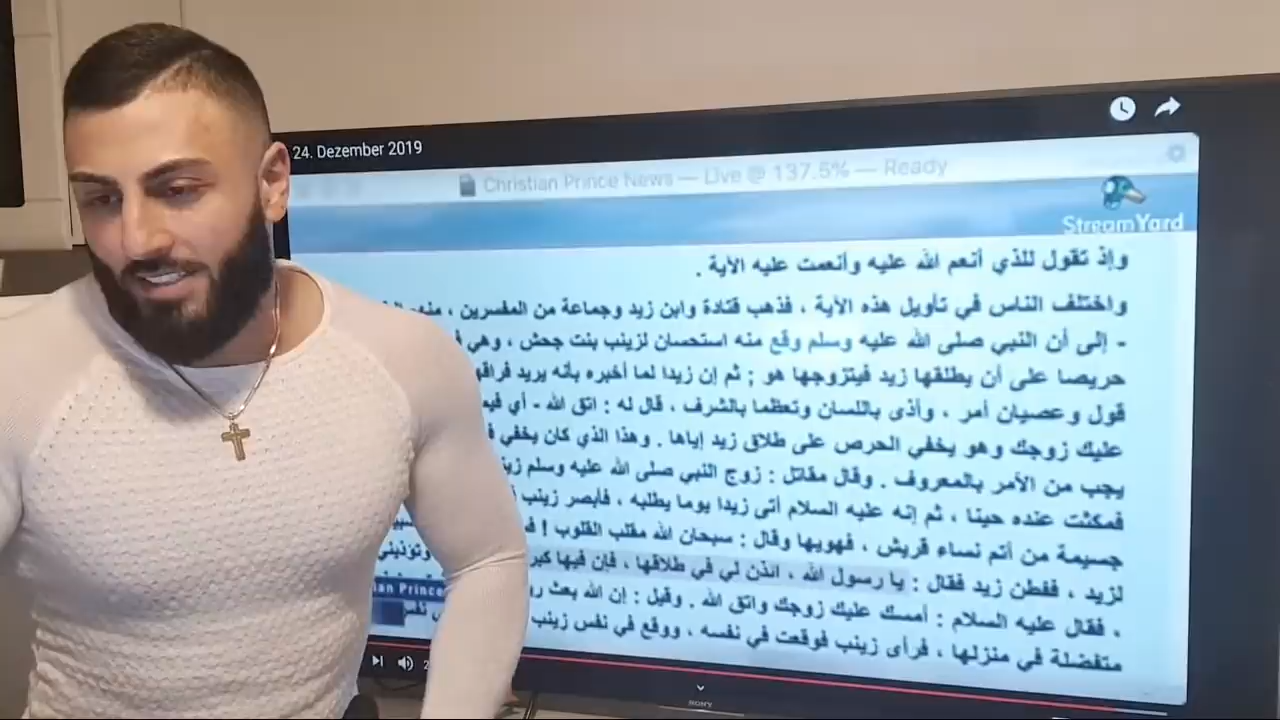 24. Dezember 2019
Christian Prince News — Live @ 137.5% — Ready
StreamYard
وإذ تقول للذي أنعم الله عليه وأنعمت عليه الآية .
واختلف الناس في تأويل هذه الآية ، فذهب قتادة وابن زيد وجماعة من المفسرين ، منهم
- إلى أن النبي صلى الله عليه وسلم وقع منه استحسان لزينب بنت جحش ، وهي
حريصا على أن يطلقها زيد فيتزوجها هو ; ثم إن زيدا لما أخبره بأنه يريد فراقها
قول وعصيان أمر ، وأذى باللسان وتعظما بالشرف ، قال له : اتق الله - أي فيما
عليك زوجك وهو يخفي الحرص على طلاق زيد إياها . وهذا الذي كان يخفي
يجب من الأمر بالمعروف . وقال مقاتل : زوج النبي صلى الله عليه وسلم
فمكثت عنده حينا ، ثم إنه عليه السلام أتى زيدا يوما يطلبه ، فأبصر زينب
جسيمة من أتم نساء قريش ، فهويها وقال : سبحان الله مقلب القلوب !
لزيد ، ففطن زيد فقال : يا رسول الله ، ائذن لي في طلاقها ، فإن فيها كبر وتؤذيني
، فقال عليه السلام : أمسك عليك زوجك واتق الله . وقيل : إن الله بعث
متفضلة في منزلها ، فرأى زينب فوقعت في نفسه ، ووقع في نفس زينب
ian Prince
SONY